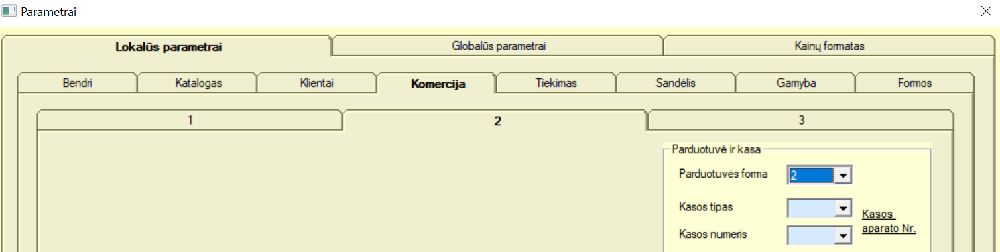 Parametrai
Lokalūs parametrai Globalūs parametrai Kainų formatas
Bendri Katalogas Klientai Komercija Tiekimas Sandėlis Gamyba Formos
1 2 3
Parduotuvė ir kasa
Parduotuvės forma 2
Kasos tipas
Kasos numeris
Kasos
aparato Nr.